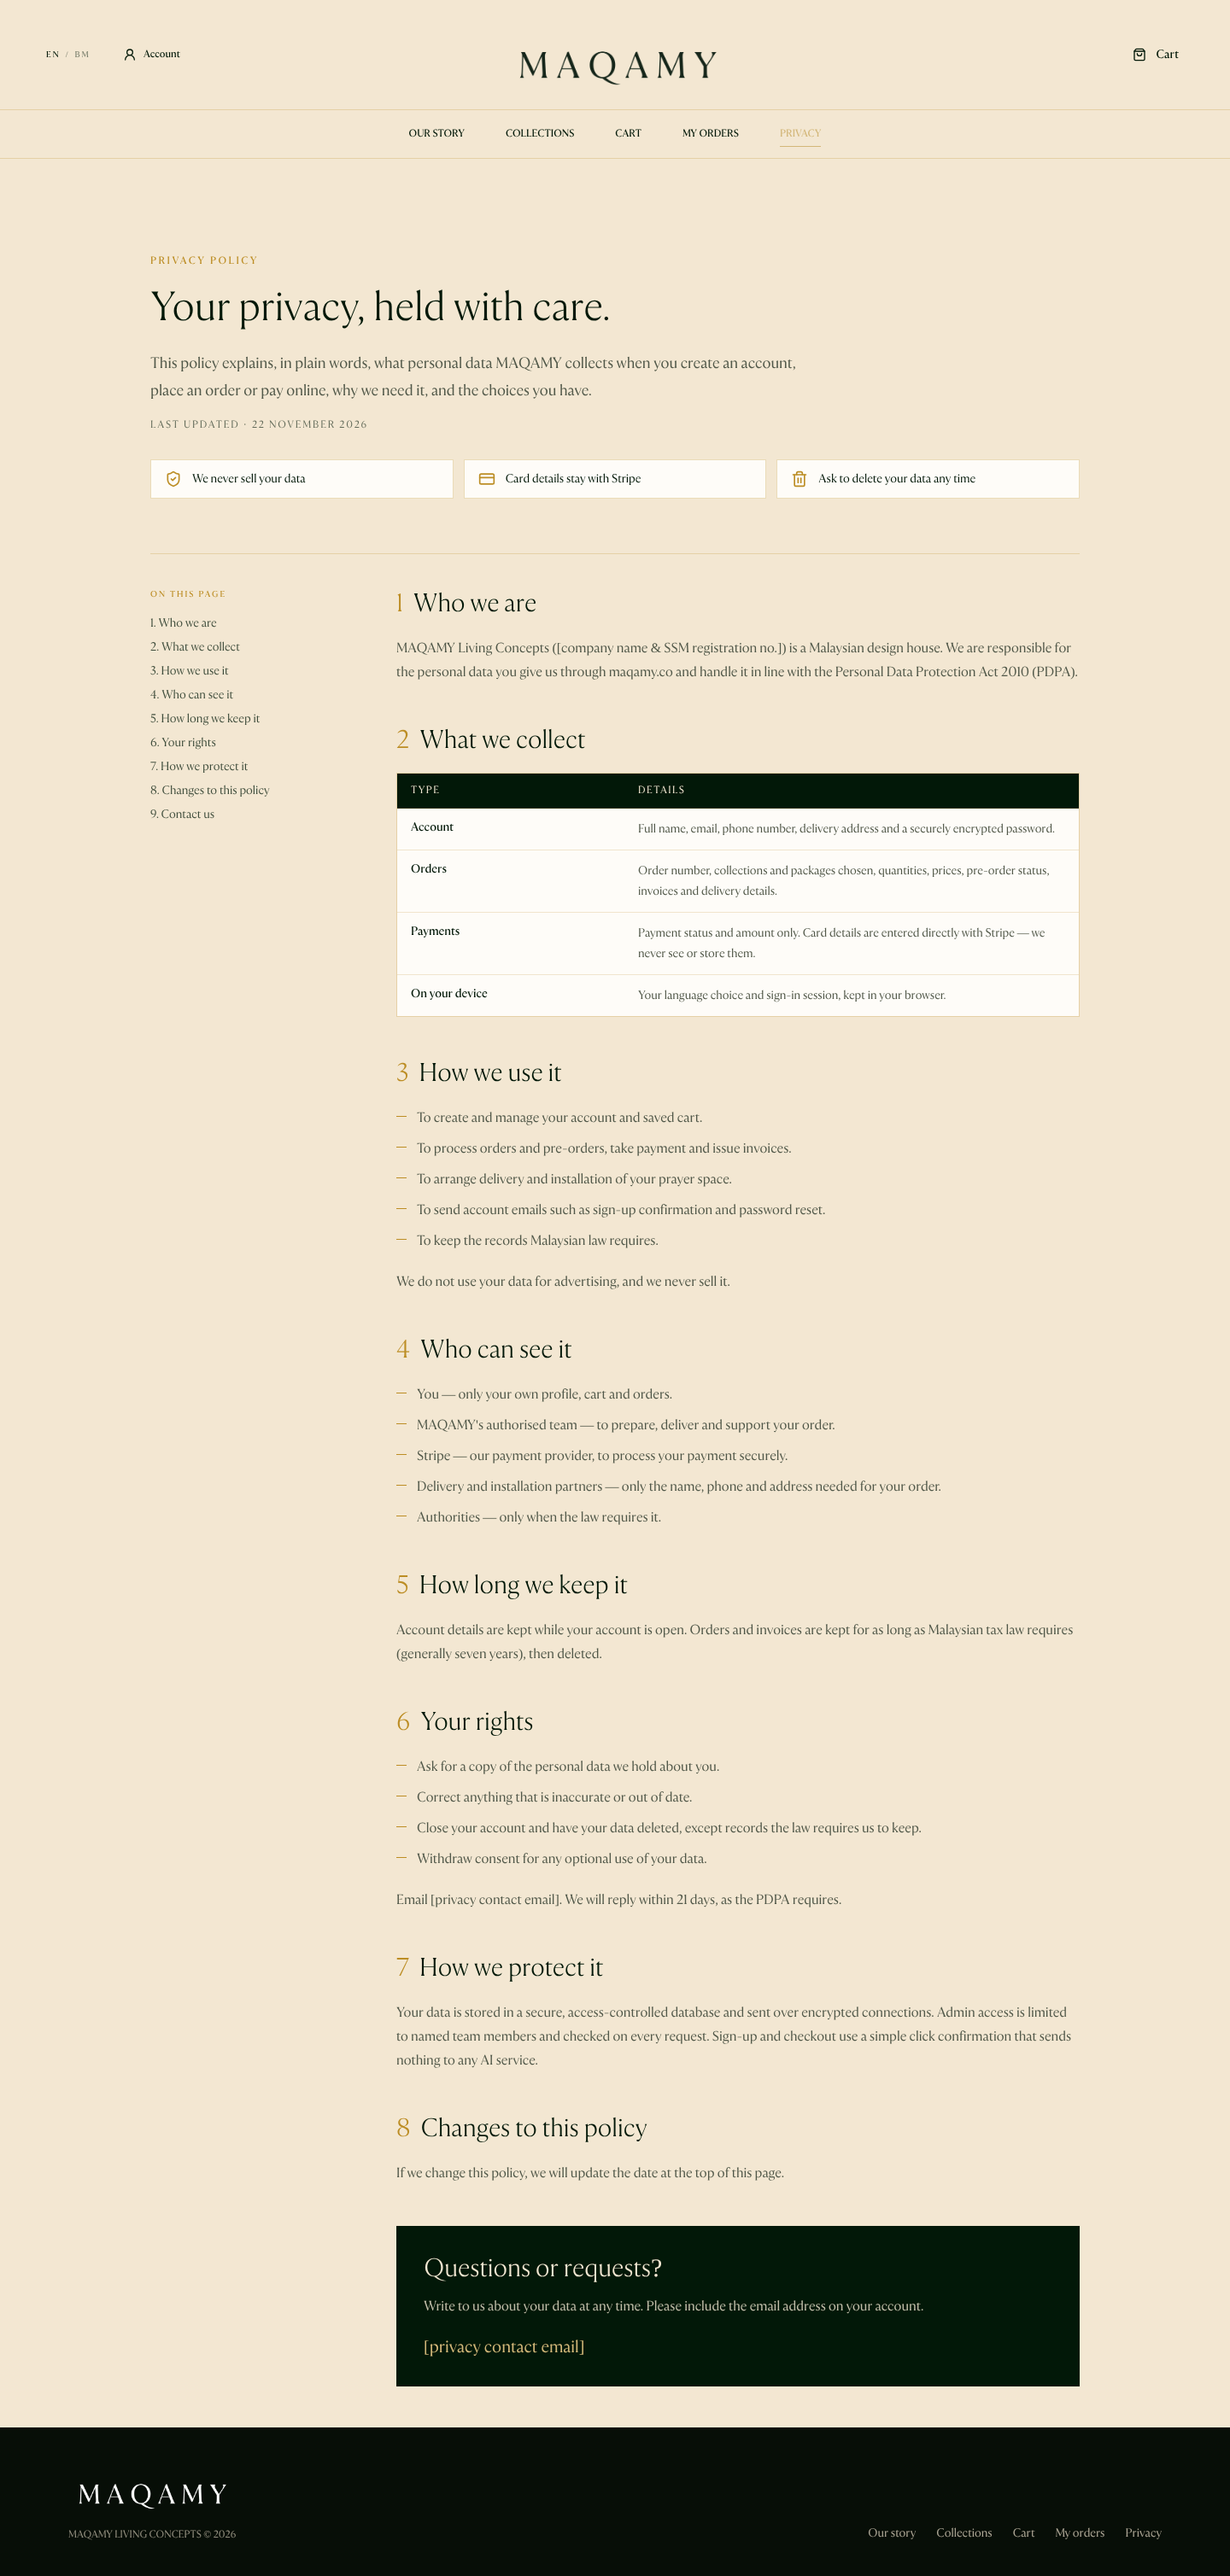 EN / BM
Account
MAQAMY
Cart
OUR STORY
COLLECTIONS
CART
MY ORDERS
PRIVACY
PRIVACY POLICY
Your privacy, held with care.
This policy explains, in plain words, what personal data MAQAMY collects when you create an account,
place an order or pay online, why we need it, and the choices you have.
LAST UPDATED · 22 NOVEMBER 2026
We never sell your data
Card details stay with Stripe
Ask to delete your data any time
ON THIS PAGE
1. Who we are
2. What we collect
3. How we use it
4. Who can see it
5. How long we keep it
6. Your rights
7. How we protect it
8. Changes to this policy
9. Contact us
1 Who we are
MAQAMY Living Concepts ([company name & SSM registration no.]) is a Malaysian design house. We are responsible for
the personal data you give us through maqamy.co and handle it in line with the Personal Data Protection Act 2010 (PDPA).
2 What we collect
TYPE
DETAILS
Account
Full name, email, phone number, delivery address and a securely encrypted password.
Orders
Order number, collections and packages chosen, quantities, prices, pre-order status,
invoices and delivery details.
Payments
Payment status and amount only. Card details are entered directly with Stripe — we
never see or store them.
On your device
Your language choice and sign-in session, kept in your browser.
3 How we use it
— To create and manage your account and saved cart.
— To process orders and pre-orders, take payment and issue invoices.
— To arrange delivery and installation of your prayer space.
— To send account emails such as sign-up confirmation and password reset.
— To keep the records Malaysian law requires.
We do not use your data for advertising, and we never sell it.
4 Who can see it
— You — only your own profile, cart and orders.
— MAQAMY's authorised team — to prepare, deliver and support your order.
— Stripe — our payment provider, to process your payment securely.
— Delivery and installation partners — only the name, phone and address needed for your order.
— Authorities — only when the law requires it.
5 How long we keep it
Account details are kept while your account is open. Orders and invoices are kept for as long as Malaysian tax law requires
(generally seven years), then deleted.
6 Your rights
— Ask for a copy of the personal data we hold about you.
— Correct anything that is inaccurate or out of date.
— Close your account and have your data deleted, except records the law requires us to keep.
— Withdraw consent for any optional use of your data.
Email [privacy contact email]. We will reply within 21 days, as the PDPA requires.
7 How we protect it
Your data is stored in a secure, access-controlled database and sent over encrypted connections. Admin access is limited
to named team members and checked on every request. Sign-up and checkout use a simple click confirmation that sends
nothing to any AI service.
8 Changes to this policy
If we change this policy, we will update the date at the top of this page.
Questions or requests?
Write to us about your data at any time. Please include the email address on your account.
[privacy contact email]
MAQAMY
MAQAMY LIVING CONCEPTS © 2026
Our story
Collections
Cart
My orders
Privacy